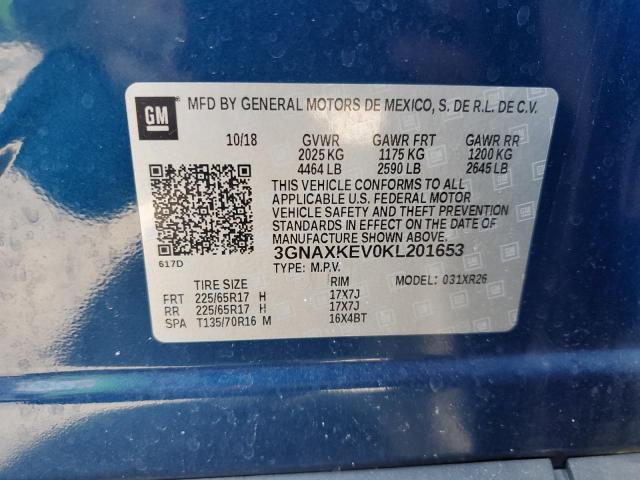 GM MFD BY GENERAL MOTORS DE MEXICO, S. DE R.L. DE C.V.
10/18 GVWR GAWR FRT GAWR RR
2025 KG 1175 KG 1200 KG
4464 LB 2590 LB 2645 LB
THIS VEHICLE CONFORMS TO ALL
APPLICABLE U.S. FEDERAL MOTOR
VEHICLE SAFETY AND THEFT PREVENTION
STANDARDS IN EFFECT ON THE DATE OF
MANUFACTURE SHOWN ABOVE.
3GNAXKEV0KL201653
617D
TYPE: M.P.V. MODEL: 031XR26
TIRE SIZE RIM
FRT 225/65R17 H 17X7J
RR 225/65R17 H 17X7J
SPA T135/70R16 M 16X4BT